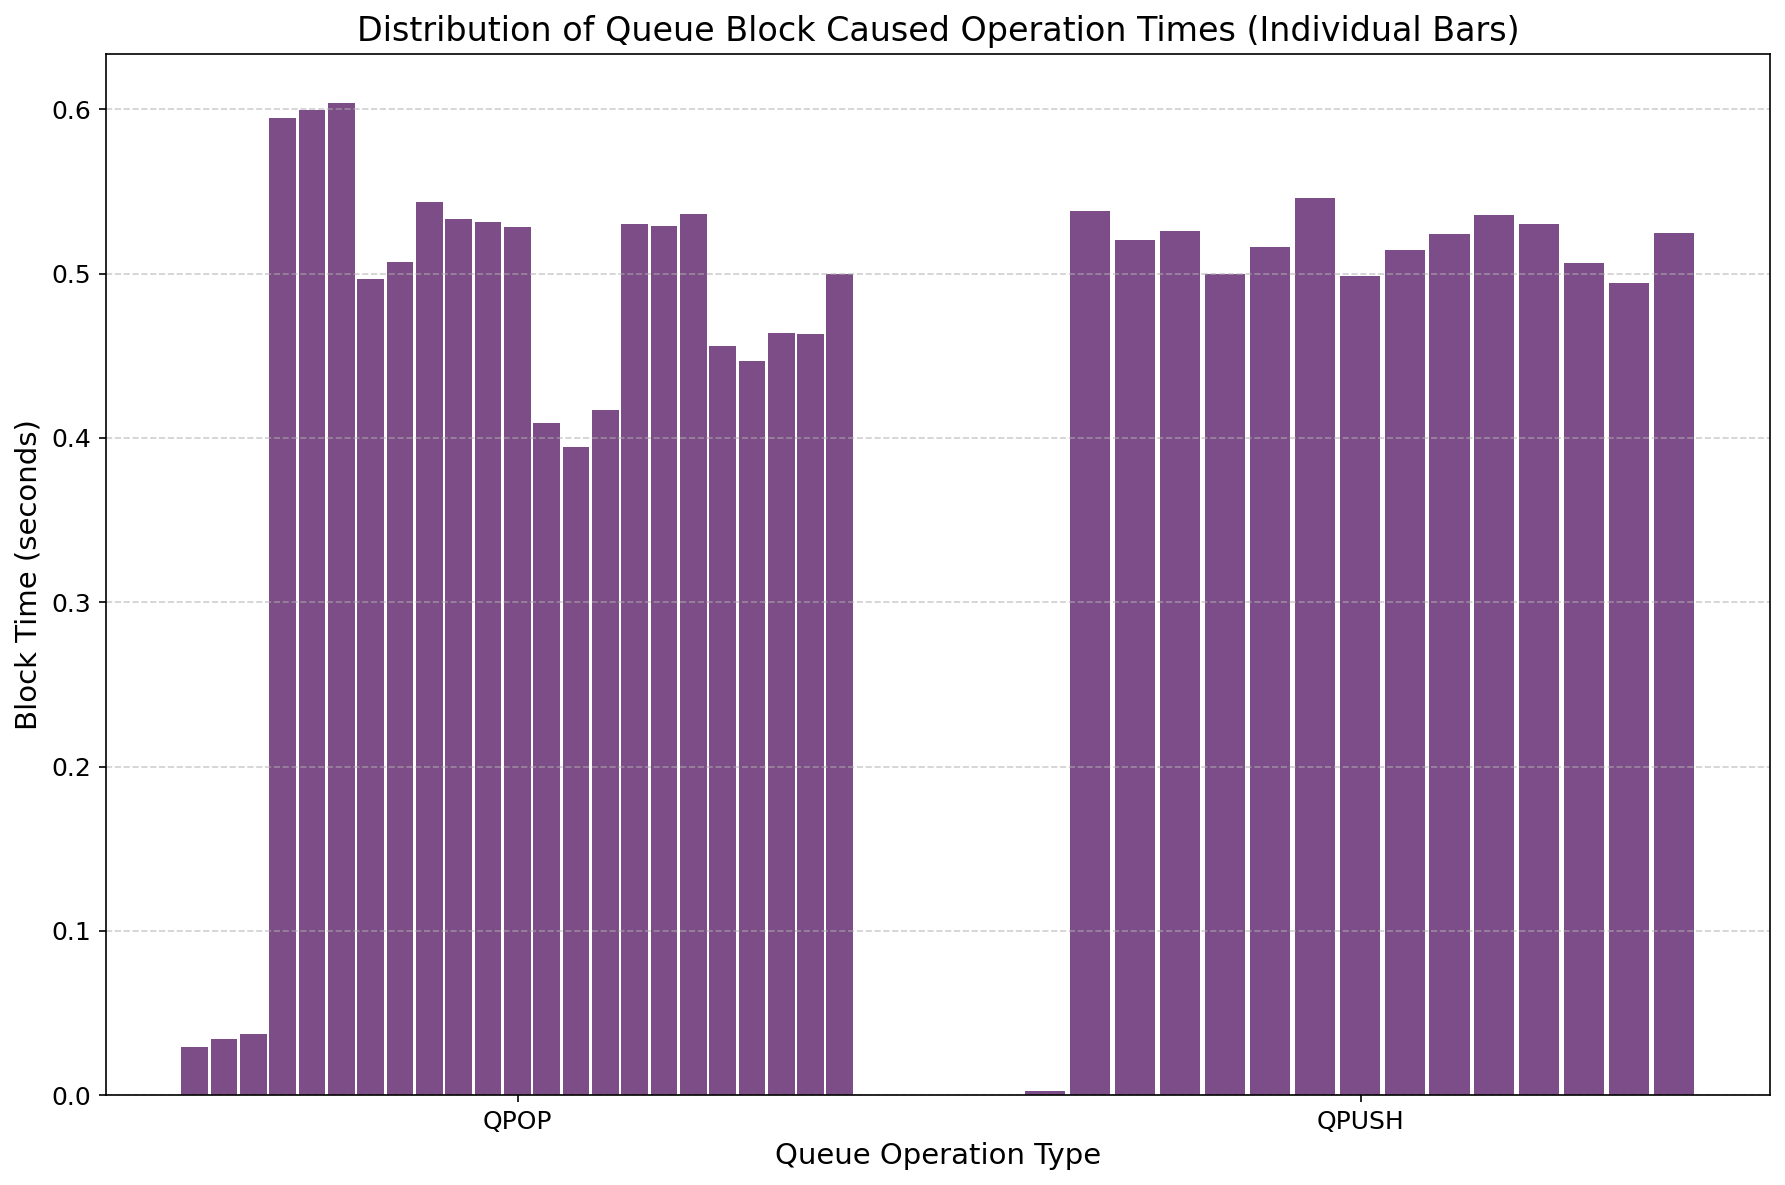 Distribution of Queue Block Caused Operation Times (Individual Bars)
Block Time (seconds)
0.6
0.5
0.4
0.3
0.2
0.1
0.0
QPOP
QPUSH
Queue Operation Type